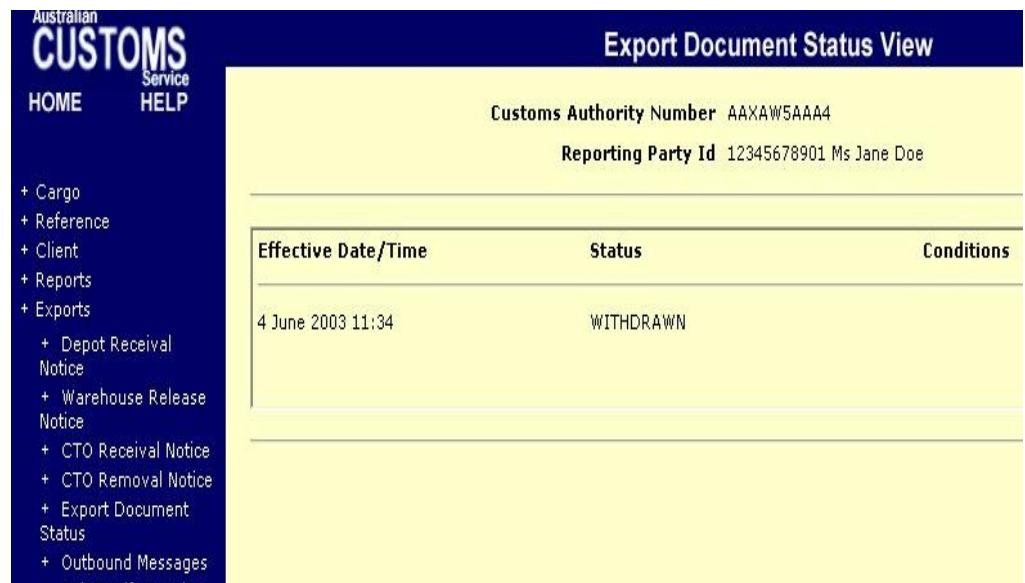 Australian
CUSTOMS
Service
HOME HELP
+ Cargo
+ Reference
+ Client
+ Reports
+ Exports
+ Depot Receival
Notice
+ Warehouse Release
Notice
+ CTO Receival Notice
+ CTO Removal Notice
+ Export Document
Status
+ Outbound Messages
Export Document Status View
Customs Authority Number AAXAW5AAA4
Reporting Party Id 12345678901 Ms Jane Doe
Effective Date/Time Status Conditions
4 June 2003 11:34 WITHDRAWN